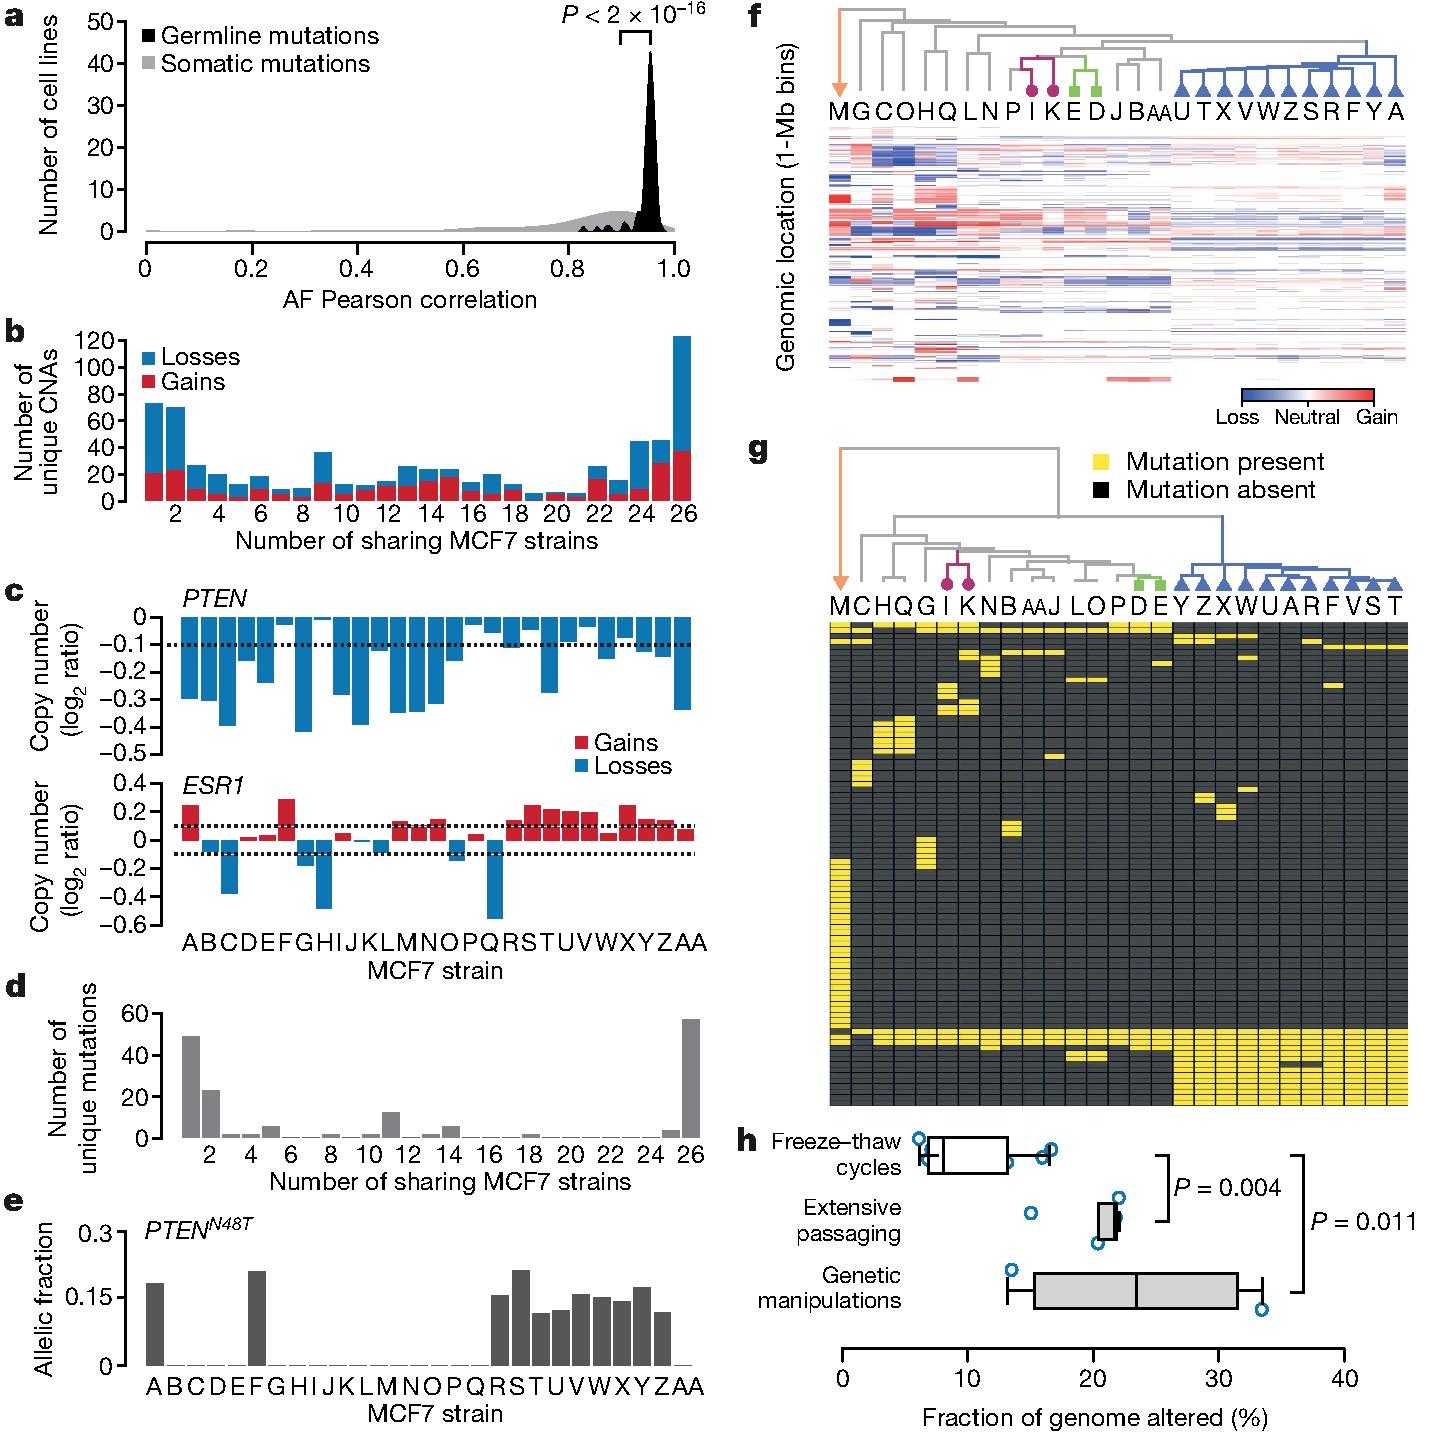 a
P < 2 × 10⁻¹⁶
Number of cell lines
50
40
30
20
10
0
Germline mutations
Somatic mutations
0
0.2
0.4
0.6
0.8
1.0
AF Pearson correlation
b
Number of
unique CNAs
120
100
80
60
40
20
0
Losses
Gains
2 4 6 8 10 12 14 16 18 20 22 24 26
Number of sharing MCF7 strains
c
PTEN
Copy number
(log₂ ratio)
0
−0.1
−0.2
−0.3
−0.4
−0.5
Gains
Losses
ESR1
Copy number
(log₂ ratio)
0.4
0.2
0
−0.2
−0.4
−0.6
A B C D E F G H I J K L M N O P Q R S T U V W X Y Z AA
MCF7 strain
d
Number of
unique mutations
60
40
20
0
2 4 6 8 10 12 14 16 18 20 22 24 26
Number of sharing MCF7 strains
e
PTENᴺ⁴⁸ᵀ
Allelic fraction
0.3
0.15
0
A B C D E F G H I J K L M N O P Q R S T U V W X Y Z AA
MCF7 strain
f
Genomic location (1-Mb bins)
M G C O H Q L N P I K E D J B AA U T X V W Z S R F Y A
Loss Neutral Gain
g
Mutation present
Mutation absent
M C H Q G I K N B AA J L O P D E Y Z X W U A R F V S T
h
Freeze–thaw
cycles
Extensive
passaging
Genetic
manipulations
P = 0.004
P = 0.011
0
10
20
30
40
Fraction of genome altered (%)